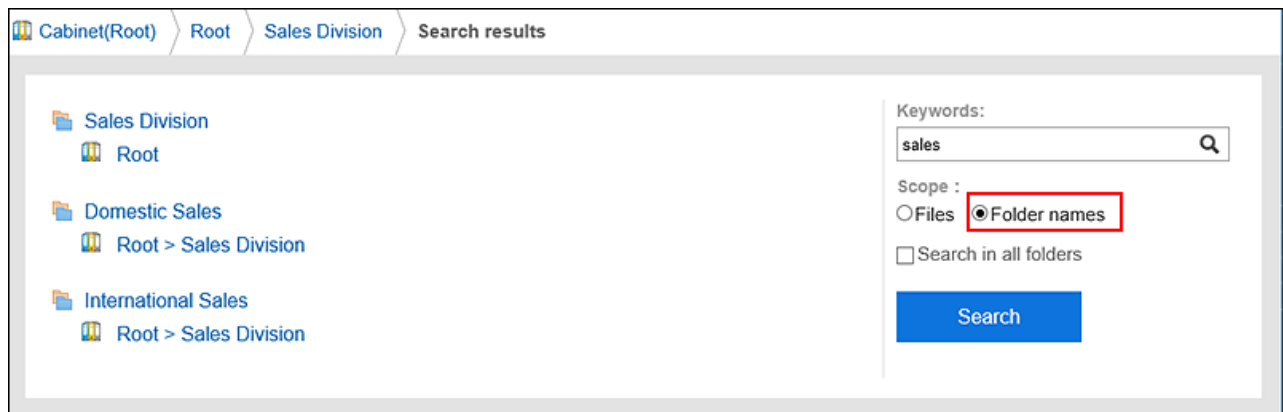 Cabinet(Root) Root Sales Division Search results
Sales Division
Root
Domestic Sales
Root > Sales Division
International Sales
Root > Sales Division
Keywords:
sales
Scope :
Files Folder names
Search in all folders
Search